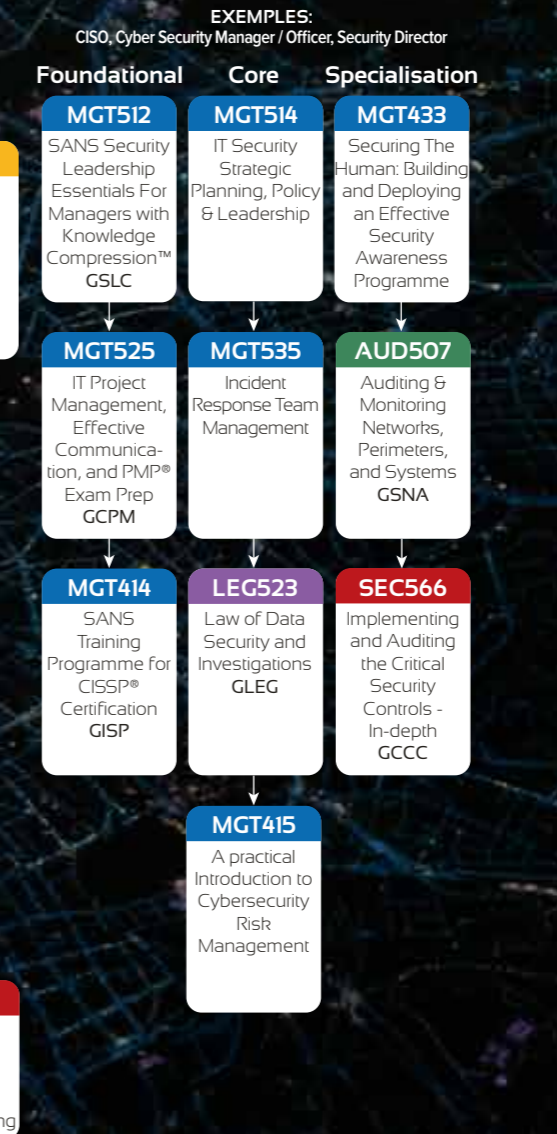 EXEMPLES:
CISO, Cyber Security Manager / Officer, Security Director
Foundational
Core
Specialisation
MGT512
SANS Security
Leadership
Essentials For
Managers with
Knowledge
Compression™
GSLC
MGT525
IT Project
Management,
Effective
Communica-
tion, and PMP®
Exam Prep
GCPM
MGT414
SANS
Training
Programme for
CISSP®
Certification
GISP
MGT514
IT Security
Strategic
Planning, Policy
& Leadership
MGT535
Incident
Response Team
Management
LEG523
Law of Data
Security and
Investigations
GLEG
MGT415
A practical
Introduction to
Cybersecurity
Risk
Management
MGT433
Securing The
Human: Building
and Deploying
an Effective
Security
Awareness
Programme
AUD507
Auditing &
Monitoring
Networks,
Perimeters,
and Systems
GSNA
SEC566
Implementing
and Auditing
the Critical
Security
Controls -
In-depth
GCCC